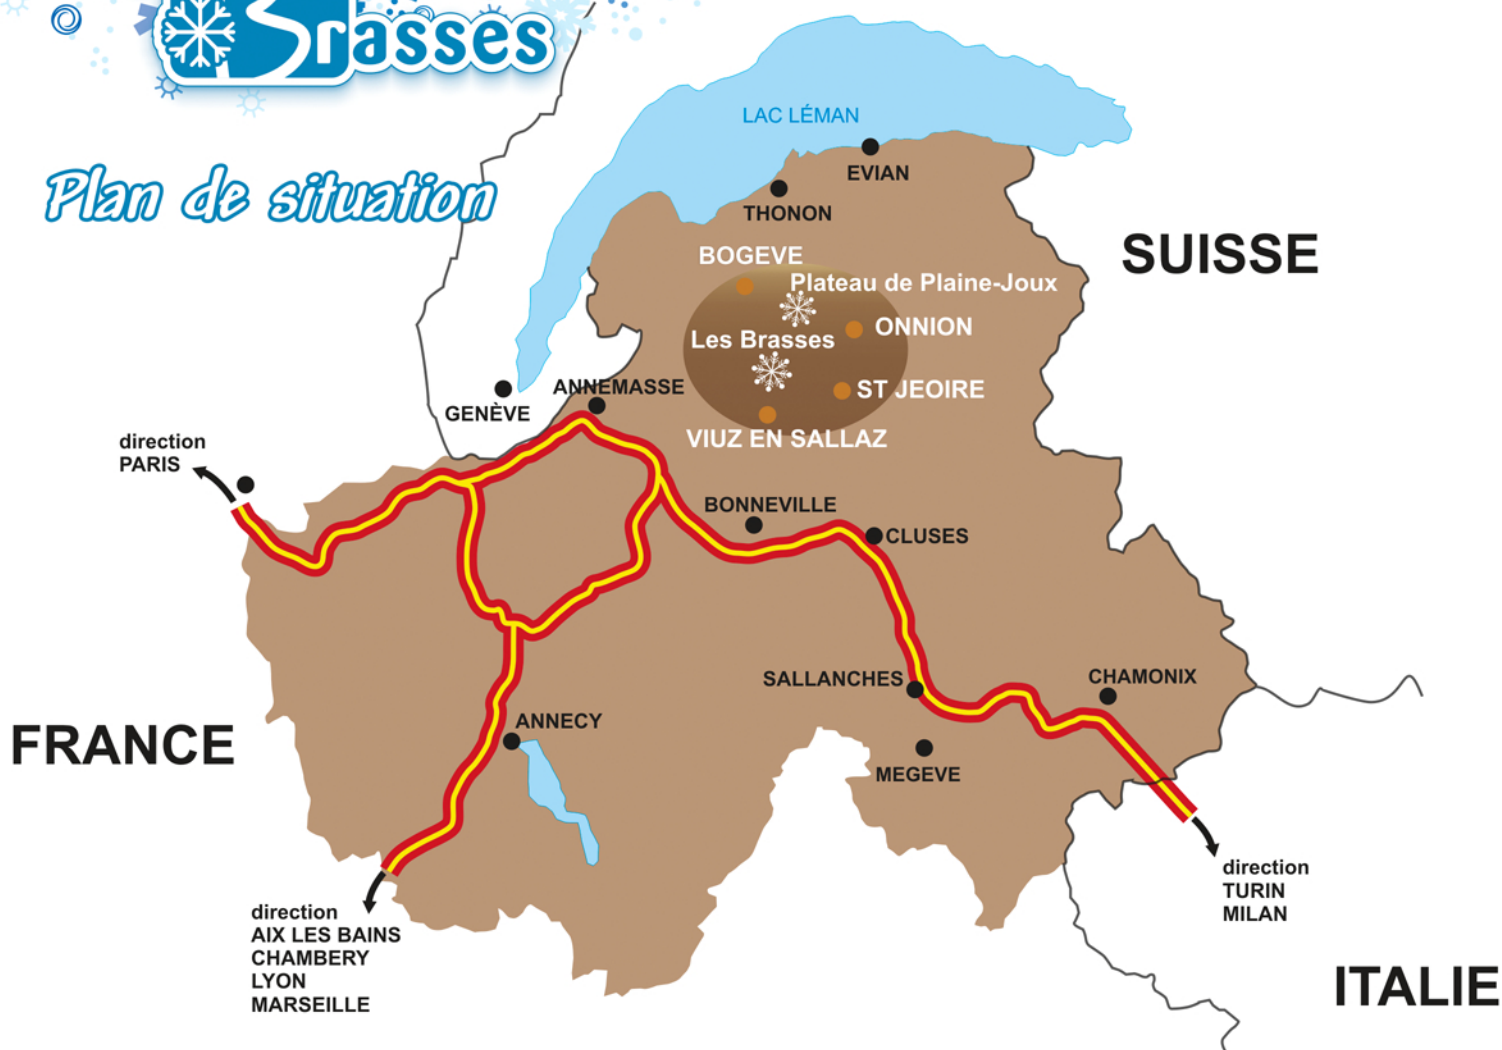 Brasses
Plan de situation
LAC LÉMAN
EVIAN
THONON
SUISSE
BOGEVE
Plateau de Plaine-Joux
ONNION
Les Brasses
ST JEOIRE
VIUZ EN SALLAZ
ANNEMASSE
GENÈVE
direction
PARIS
BONNEVILLE
CLUSES
SALLANCHES
CHAMONIX
ANNECY
FRANCE
MEGEVE
direction
TURIN
MILAN
direction
AIX LES BAINS
CHAMBERY
LYON
MARSEILLE
ITALIE